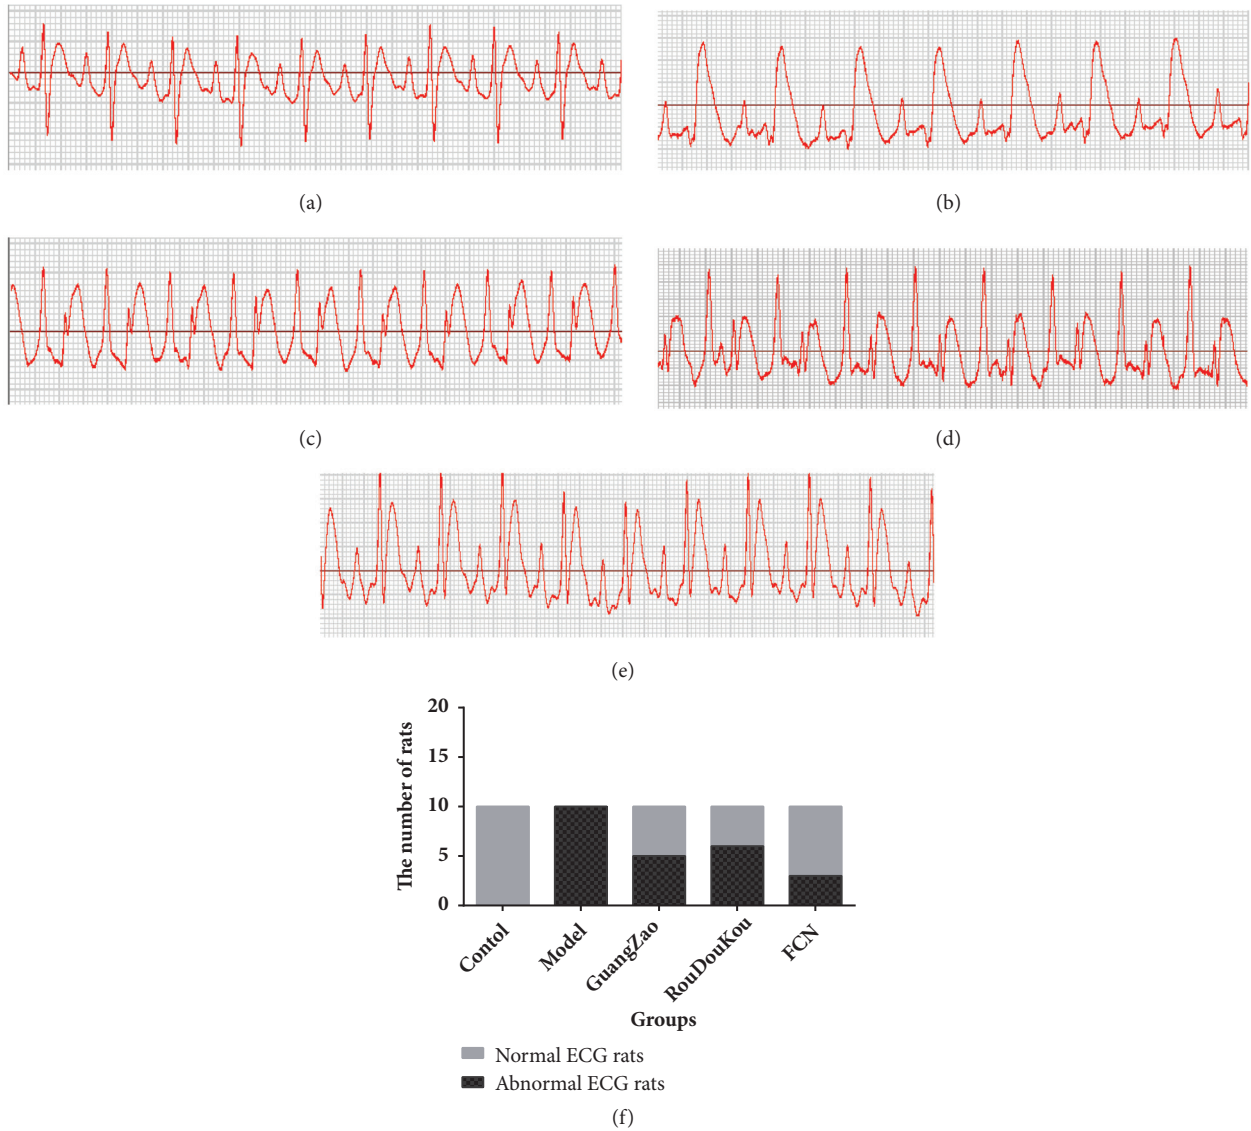 (a)
(b)
(c)
(d)
(e)
20
15
10
5
0
The number of rats
Contol
Model
GuangZao
RouDouKou
FCN
Groups
Normal ECG rats
Abnormal ECG rats
(f)